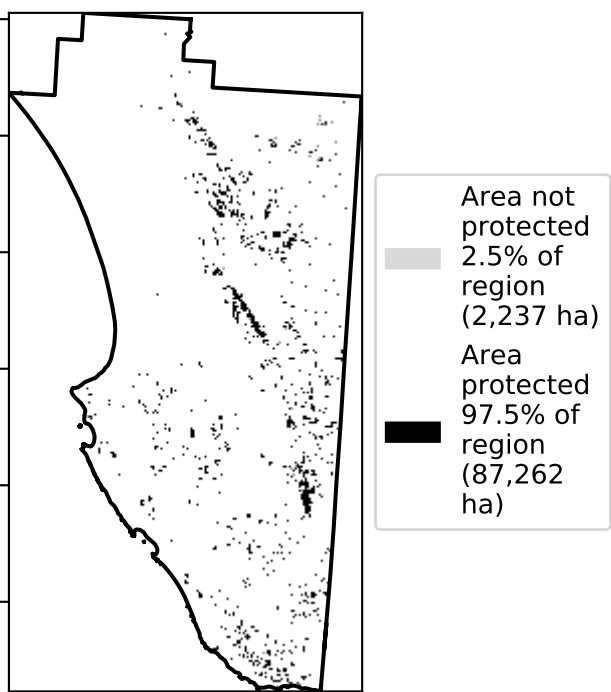 Area not
protected
2.5% of
region
(2,237 ha)
Area
protected
97.5% of
region
(87,262
ha)